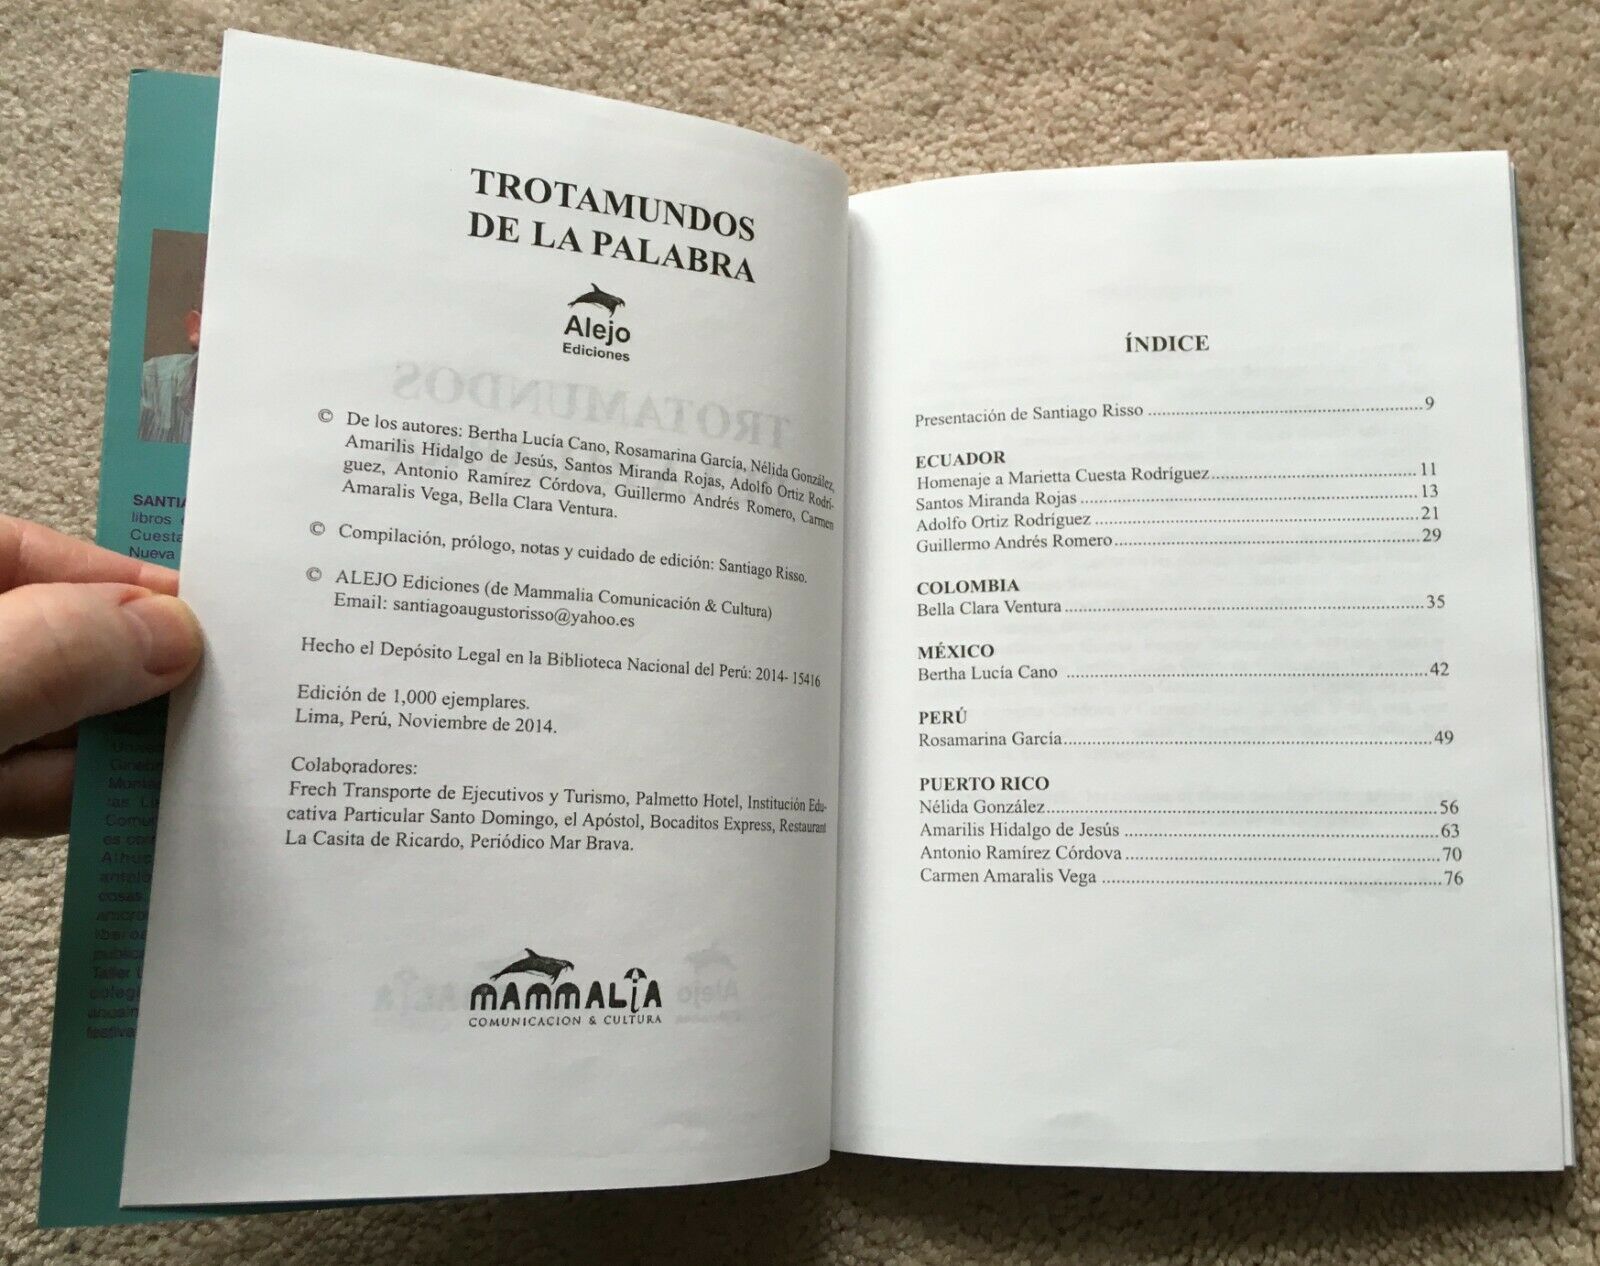 TROTAMUNDOS
DE LA PALABRA
Alejo
Ediciones
© De los autores: Bertha Lucía Cano, Rosamarina García, Nélida González,
Amarilis Hidalgo de Jesús, Santos Miranda Rojas, Adolfo Ortiz Rodrí-
guez, Antonio Ramírez Córdova, Guillermo Andrés Romero, Carmen
Amaralis Vega, Bella Clara Ventura.
© Compilación, prólogo, notas y cuidado de edición: Santiago Risso.
© ALEJO Ediciones (de Mammalia Comunicación & Cultura)
Email: santiagoaugustorisso@yahoo.es
Hecho el Depósito Legal en la Biblioteca Nacional del Perú: 2014- 15416
Edición de 1,000 ejemplares.
Lima, Perú, Noviembre de 2014.
Colaboradores:
Frech Transporte de Ejecutivos y Turismo, Palmetto Hotel, Institución Edu-
cativa Particular Santo Domingo, el Apóstol, Bocaditos Express, Restaurant
La Casita de Ricardo, Periódico Mar Brava.
MAMMALIA
COMUNICACION & CULTURA
ÍNDICE
Presentación de Santiago Risso ........ 9
ECUADOR
Homenaje a Marietta Cuesta Rodríguez ........ 11
Santos Miranda Rojas ........ 13
Adolfo Ortiz Rodríguez ........ 21
Guillermo Andrés Romero ........ 29
COLOMBIA
Bella Clara Ventura ........ 35
MÉXICO
Bertha Lucía Cano ........ 42
PERÚ
Rosamarina García ........ 49
PUERTO RICO
Nélida González ........ 56
Amarilis Hidalgo de Jesús ........ 63
Antonio Ramírez Córdova ........ 70
Carmen Amaralis Vega ........ 76
libros
Cuesta
Nueva